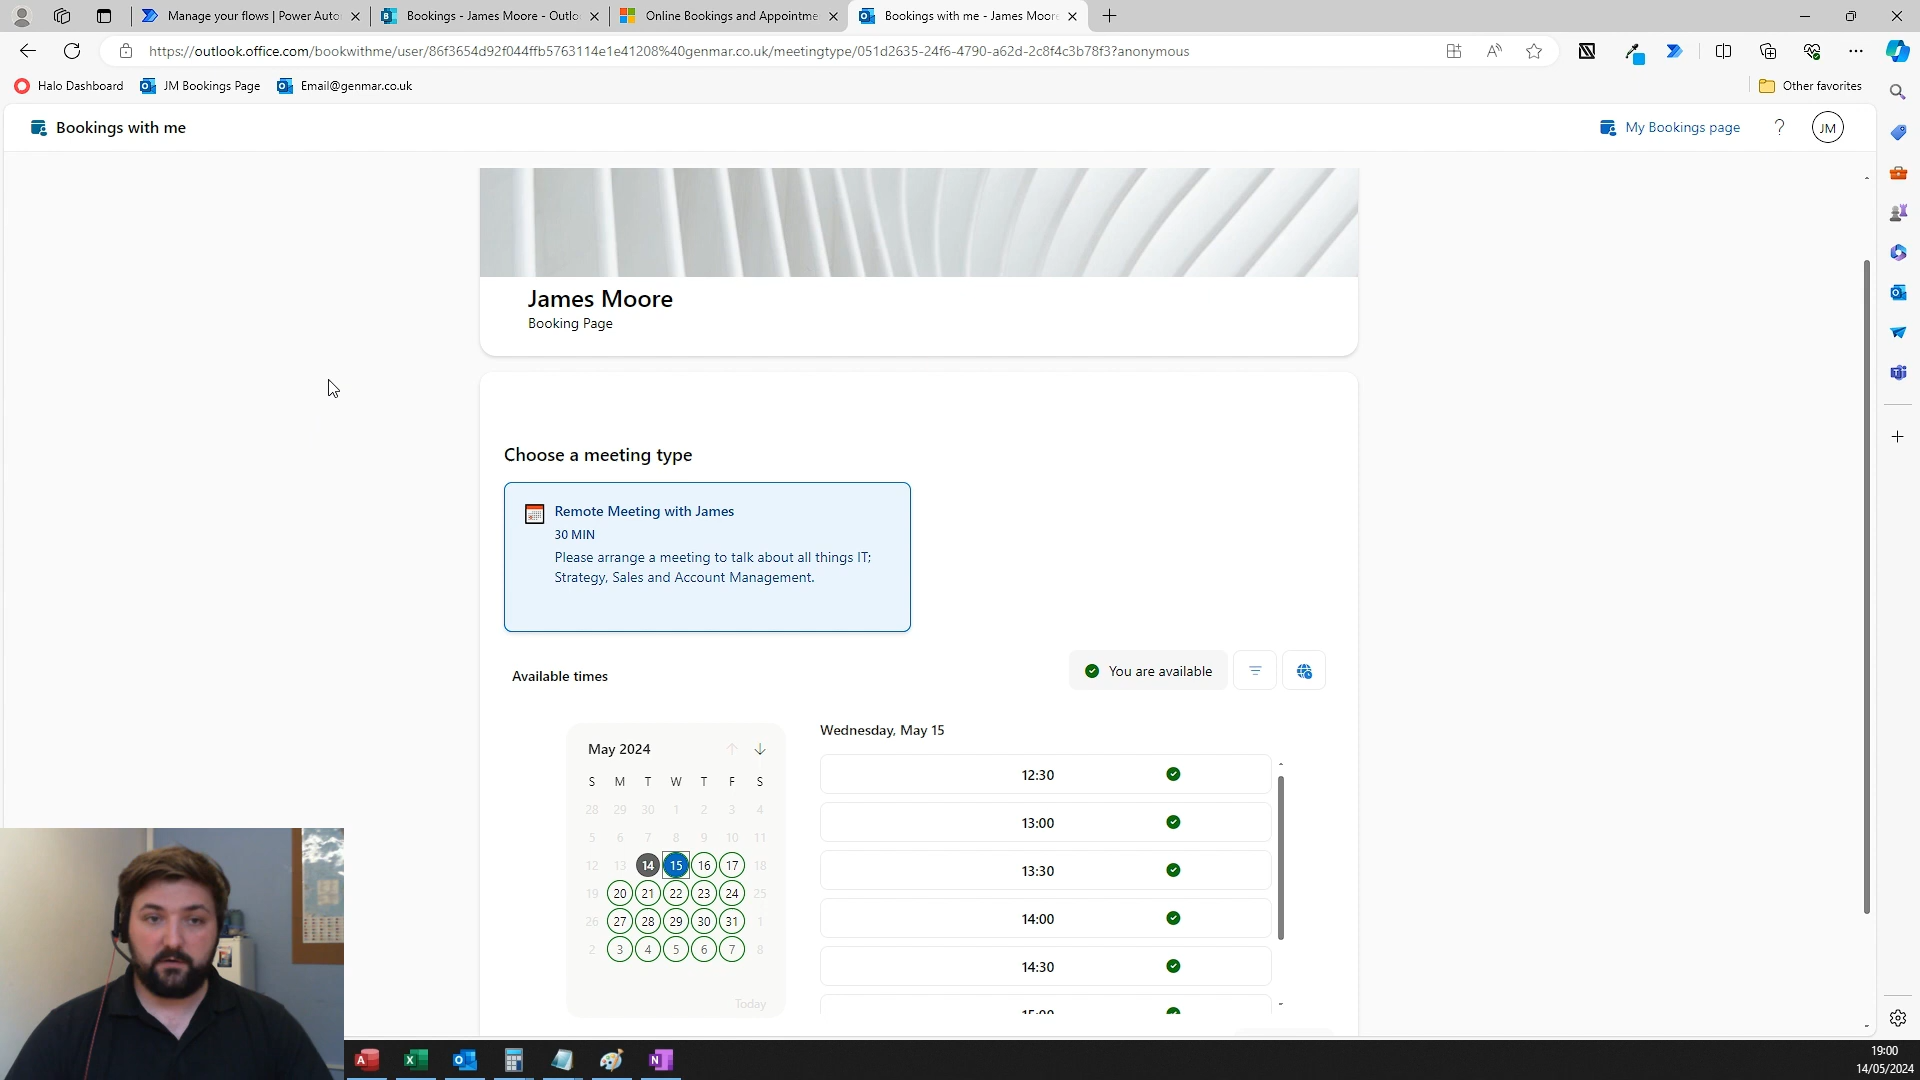 Manage your flows | Power Auto
Bookings - James Moore - Outlo
Online Bookings and Appointme
Bookings with me - James Moore
https://outlook.office.com/bookwithme/user/86f3654d92f044ffb5763114e1e41208%40genmar.co.uk/meetingtype/051d2635-24f6-4790-a62d-2c8f4c3b78f3?anonymous
Halo Dashboard
JM Bookings Page
Email@genmar.co.uk
Other favorites
Bookings with me
My Bookings page
?
JM
James Moore
Booking Page
Choose a meeting type
Remote Meeting with James
30 MIN
Please arrange a meeting to talk about all things IT;
Strategy, Sales and Account Management.
Available times
You are available
May 2024
S M T W T F S
28 29 30 1 2 3 4
5 6 7 8 9 10 11
12 13 14 15 16 17 18
19 20 21 22 23 24 25
26 27 28 29 30 31 1
2 3 4 5 6 7 8
Today
Wednesday, May 15
12:30
13:00
13:30
14:00
14:30
15:00
19:00
14/05/2024